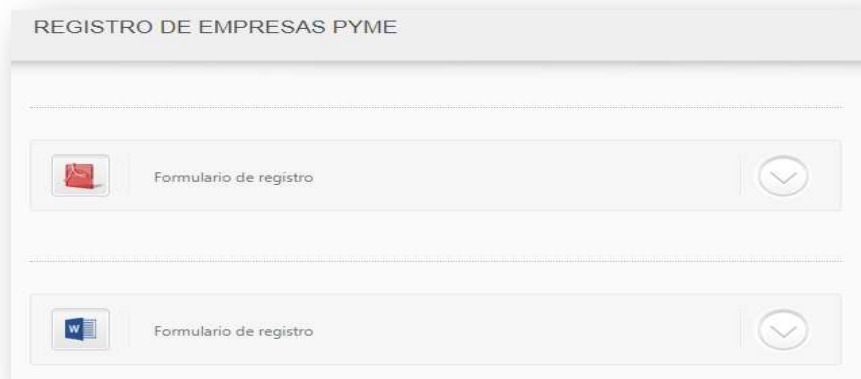 REGISTRO DE EMPRESAS PYME
Formulario de registro
W
Formulario de registro